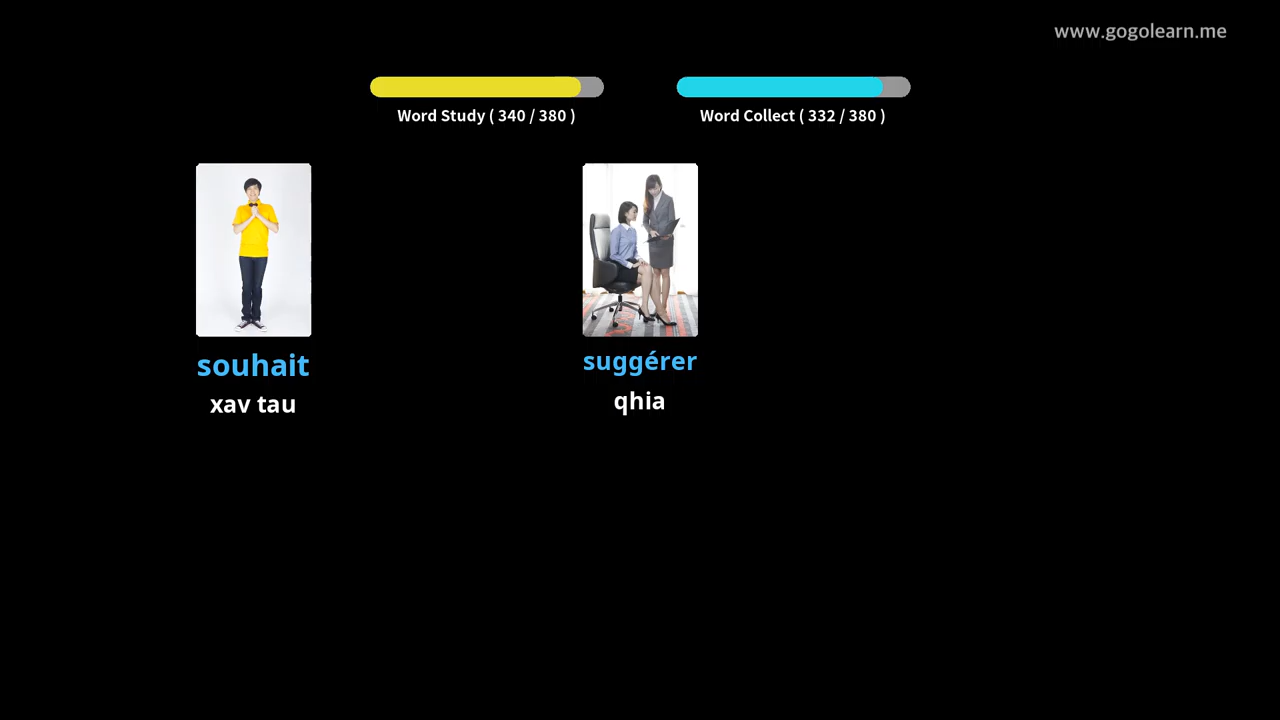 www.gogolearn.me
Word Study ( 340 / 380 )
Word Collect ( 332 / 380 )
souhait
xav tau
suggérer
qhia